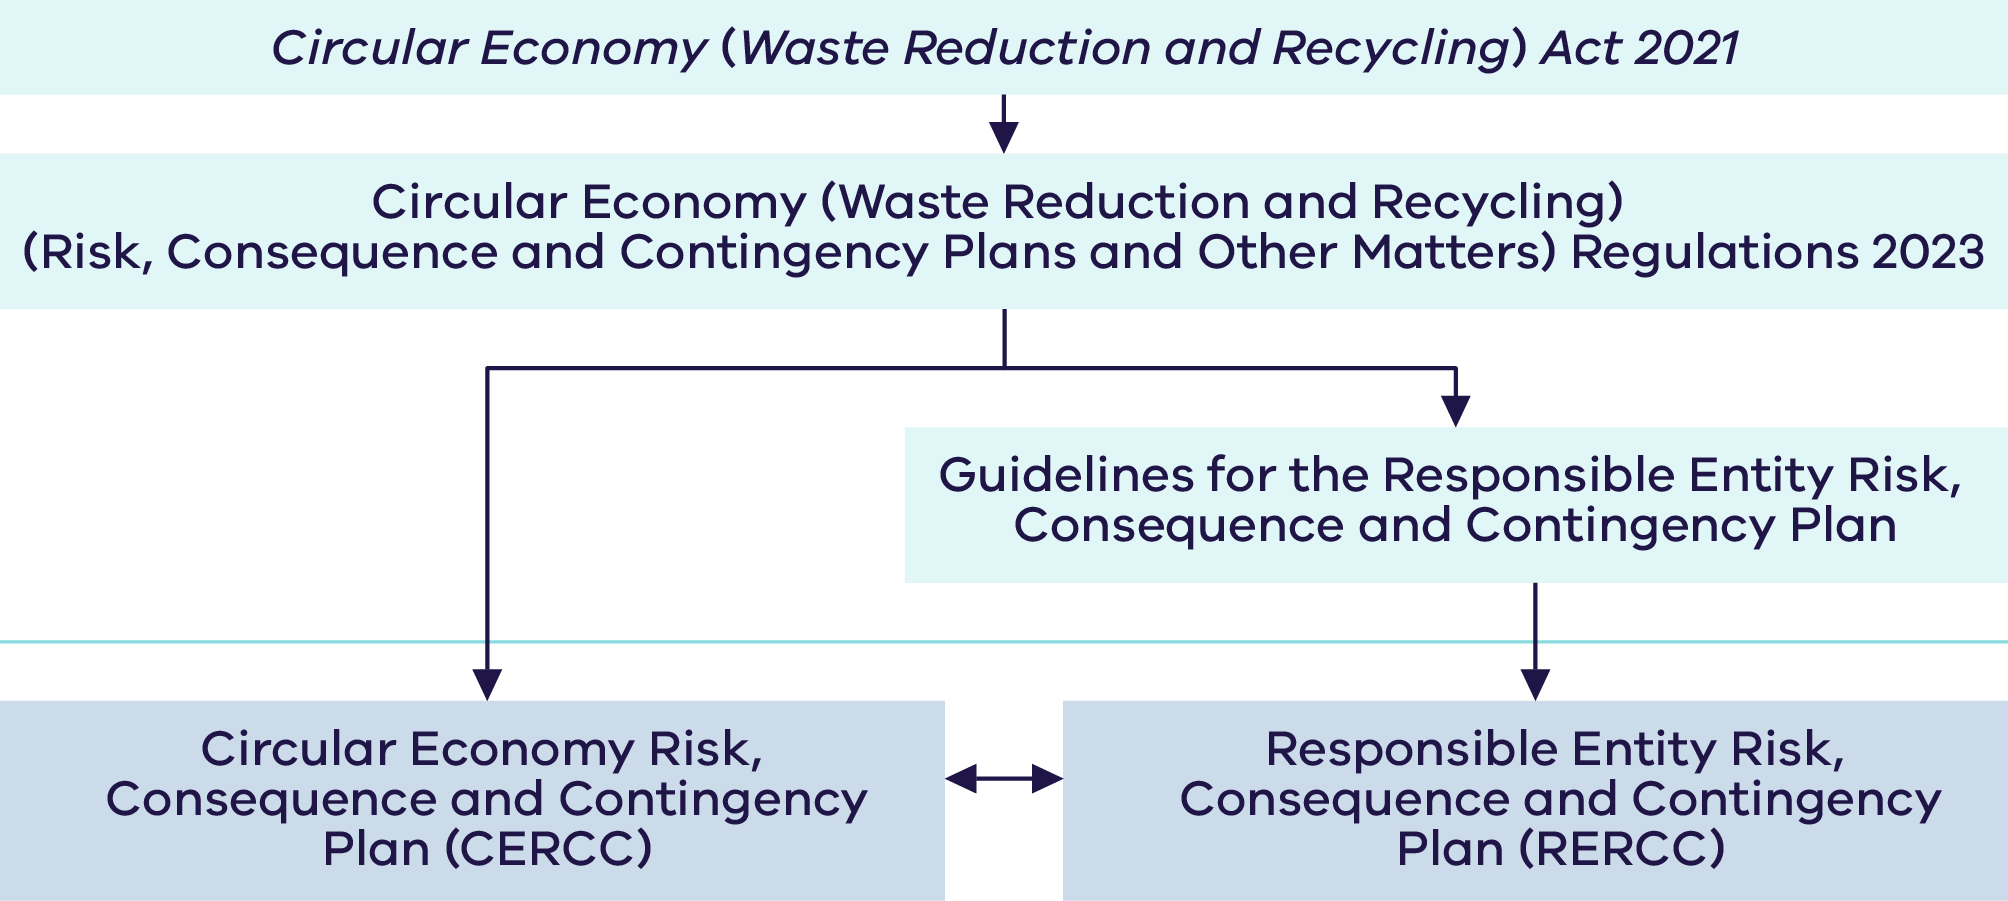 Circular Economy (Waste Reduction and Recycling) Act 2021
Circular Economy (Waste Reduction and Recycling)
(Risk, Consequence and Contingency Plans and Other Matters) Regulations 2023
Guidelines for the Responsible Entity Risk,
Consequence and Contingency Plan
Circular Economy Risk,
Consequence and Contingency
Plan (CERCC)
Responsible Entity Risk,
Consequence and Contingency
Plan (RERCC)